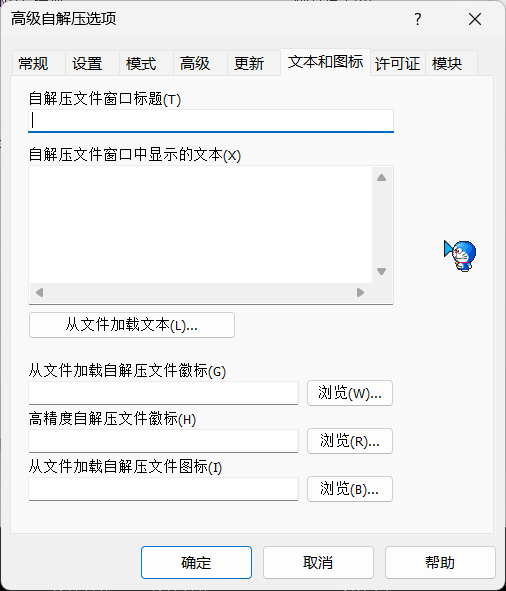 高级自解压选项
?
常规 设置 模式 高级 更新 文本和图标 许可证 模块
自解压文件窗口标题(T)
自解压文件窗口中显示的文本(X)
从文件加载文本(L)...
从文件加载自解压文件徽标(G)
浏览(W)...
高精度自解压文件徽标(H)
浏览(R)...
从文件加载自解压文件图标(I)
浏览(B)...
确定 取消 帮助